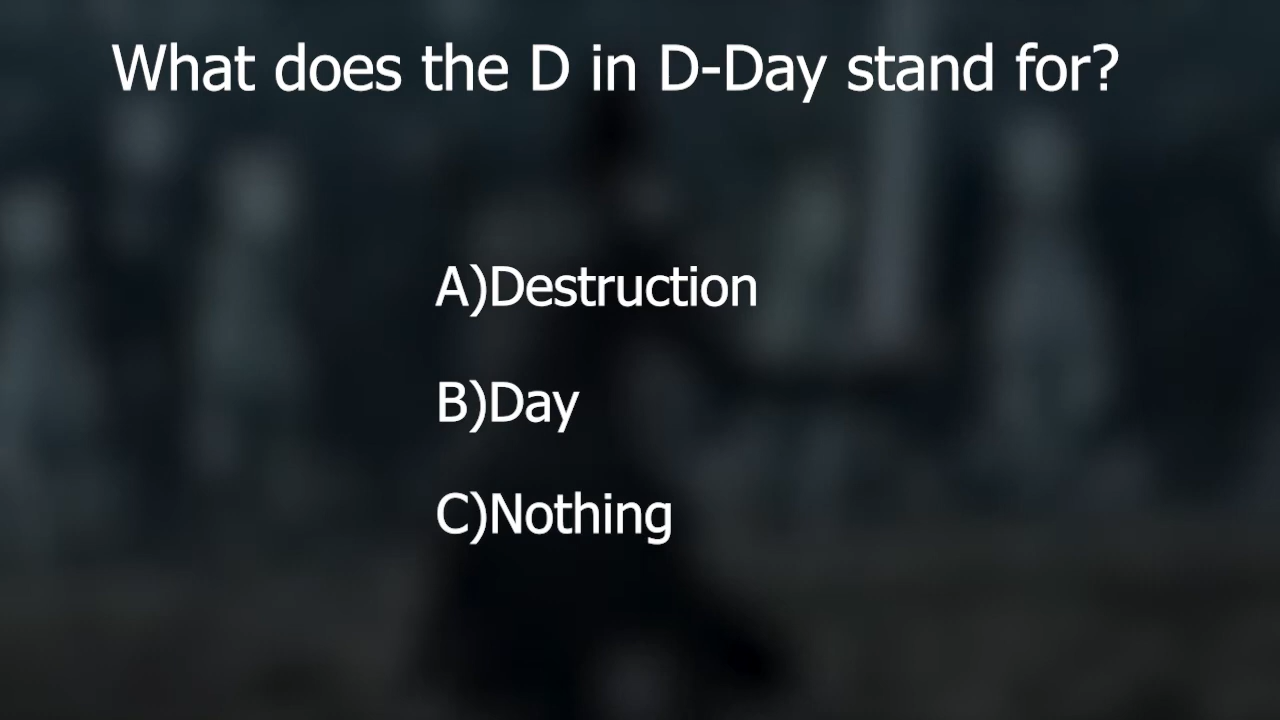 What does the D in D-Day stand for?
A)Destruction
B)Day
C)Nothing